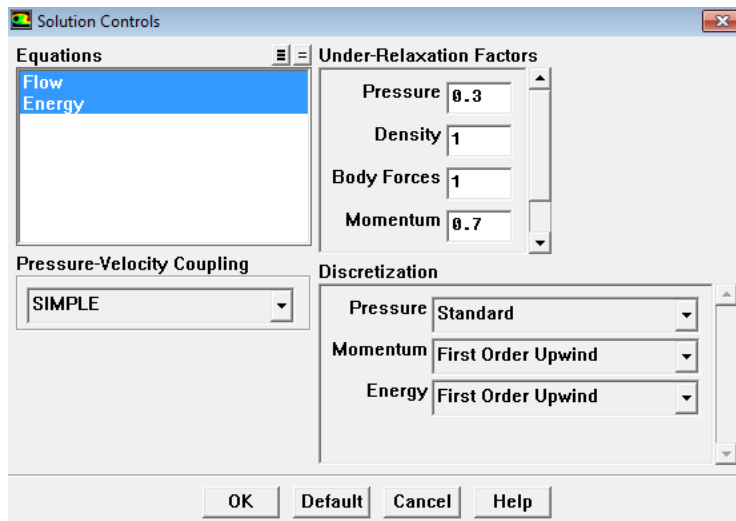 Solution Controls
Equations
Flow
Energy
Under-Relaxation Factors
Pressure 0.3
Density 1
Body Forces 1
Momentum 0.7
Pressure-Velocity Coupling
SIMPLE
Discretization
Pressure Standard
Momentum First Order Upwind
Energy First Order Upwind
OK Default Cancel Help